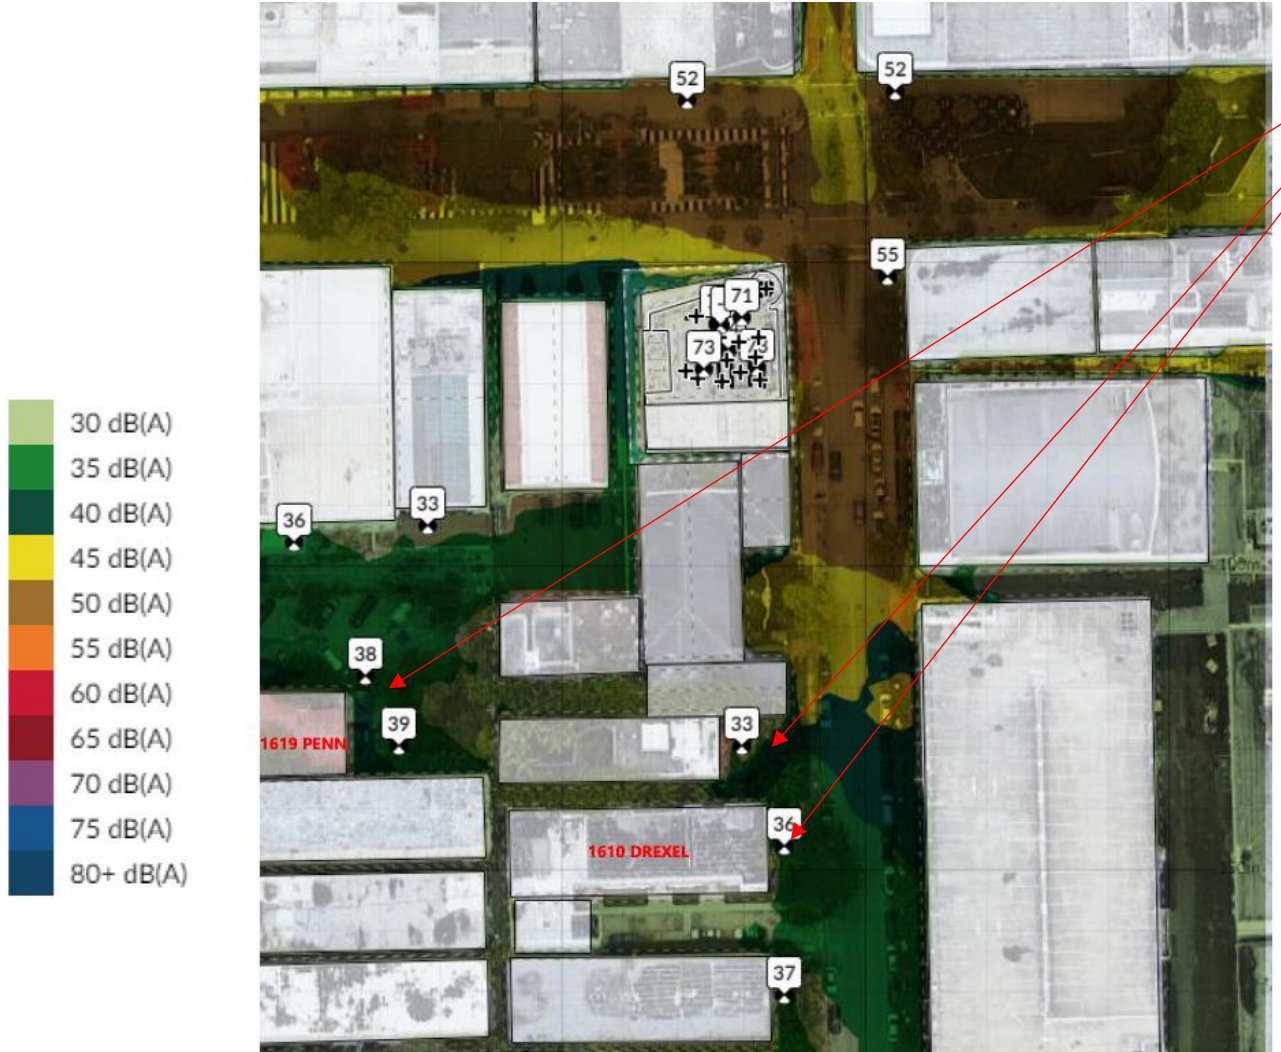 52
52
55
71
73
73
30 dB(A)
35 dB(A)
40 dB(A)
45 dB(A)
50 dB(A)
55 dB(A)
60 dB(A)
65 dB(A)
70 dB(A)
75 dB(A)
80+ dB(A)
36
33
38
39
1619 PENN
33
36
1610 DREXEL
37